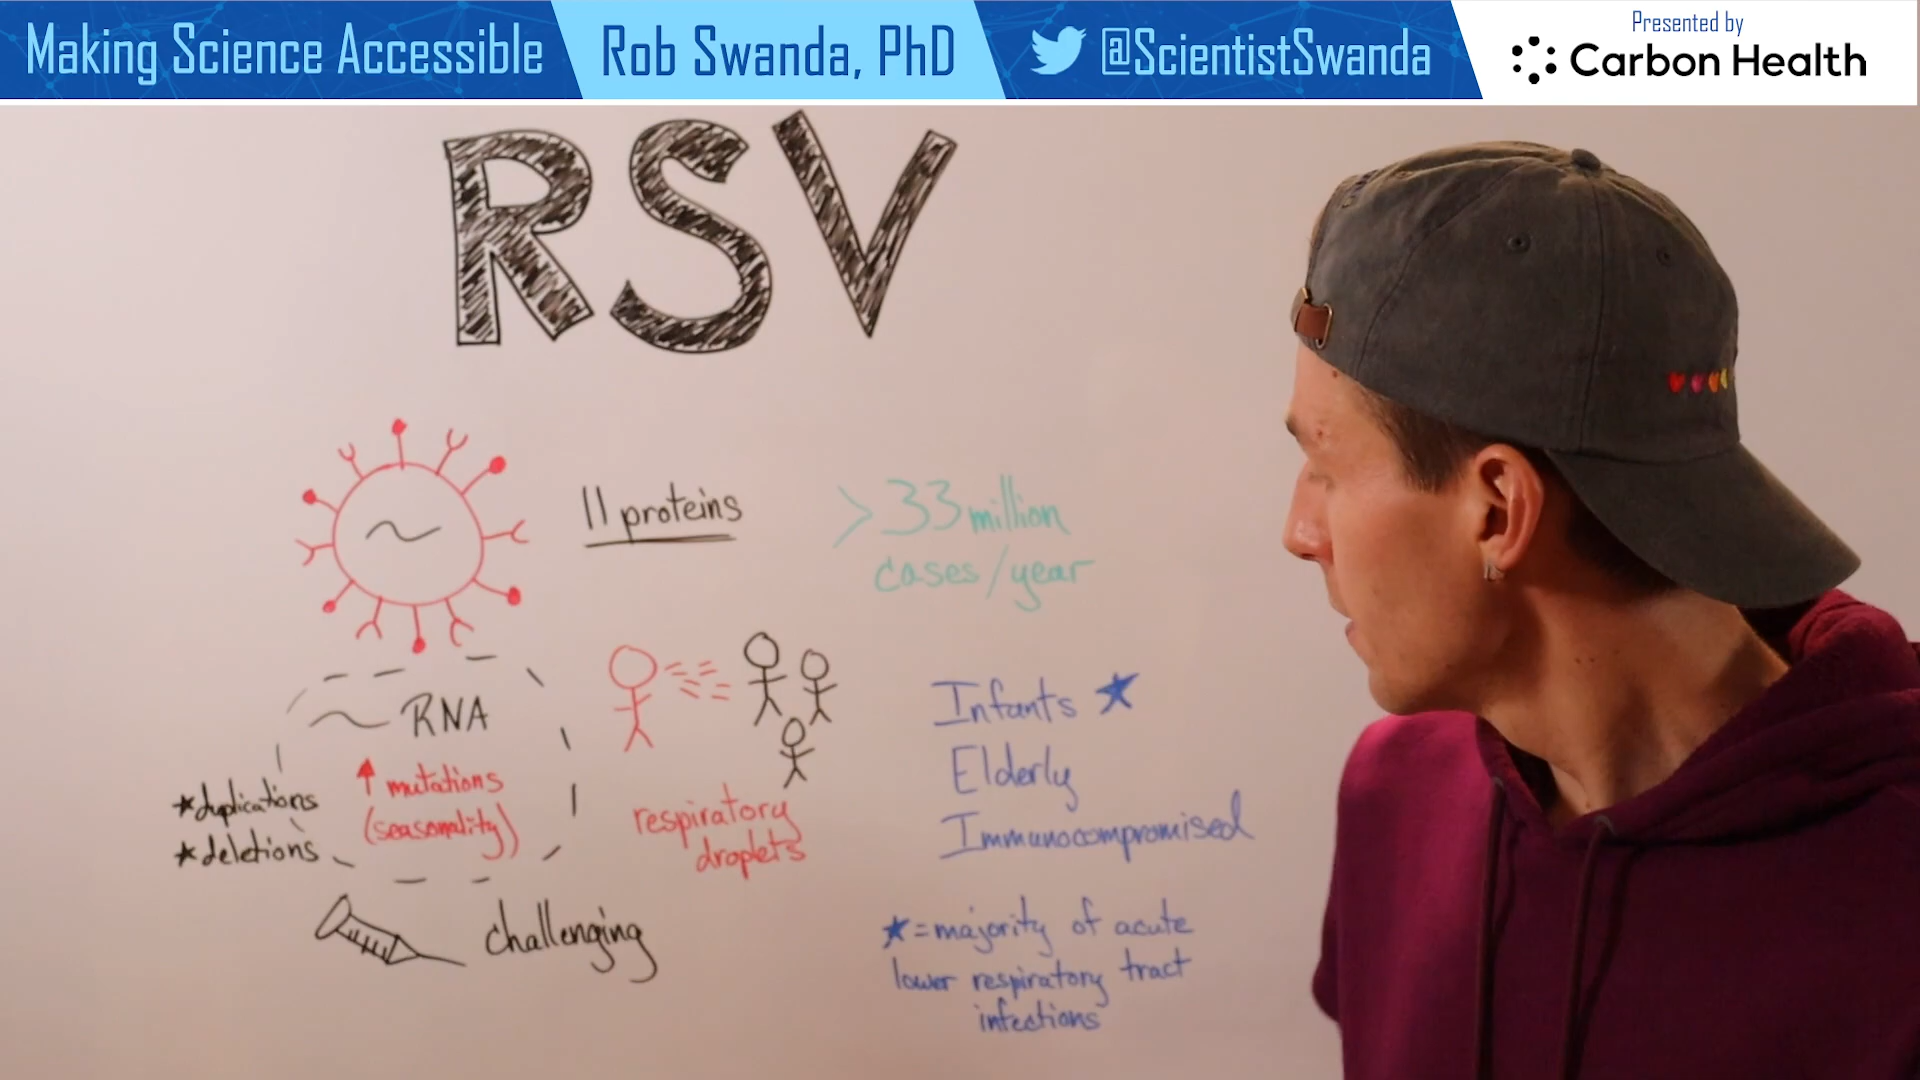 Making Science Accessible
Rob Swanda, PhD
@ScientistSwanda
Presented by
Carbon Health
RSV
11 proteins
>33 million
cases/year
RNA
↑ mutations
(seasonality)
★duplications
★deletions
respiratory
droplets
challenging
Infants ★
Elderly
Immunocompromised
★=majority of acute
lower respiratory tract
infections